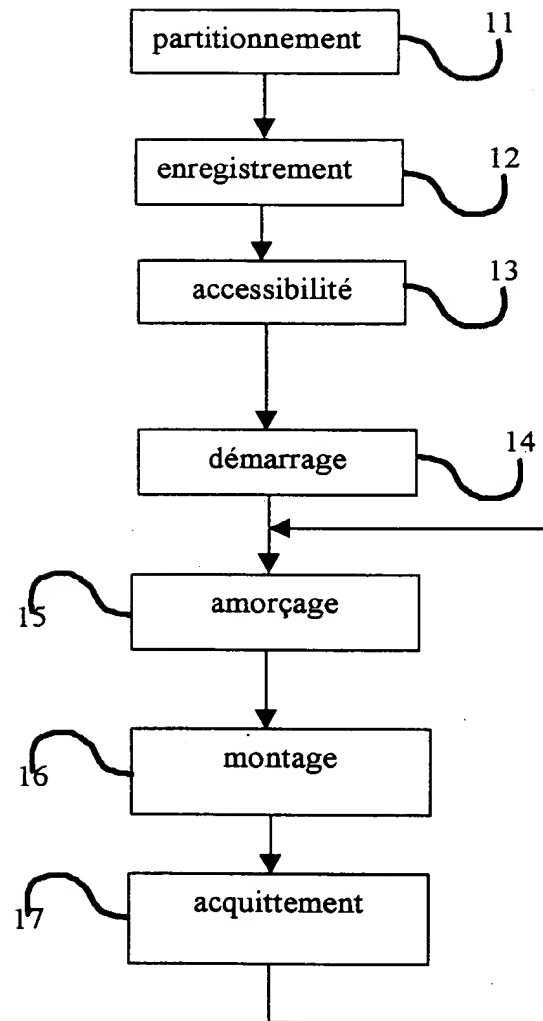 partitionnement
11
enregistrement
12
accessibilité
13
démarrage
14
amorçage
15
montage
16
acquittement
17